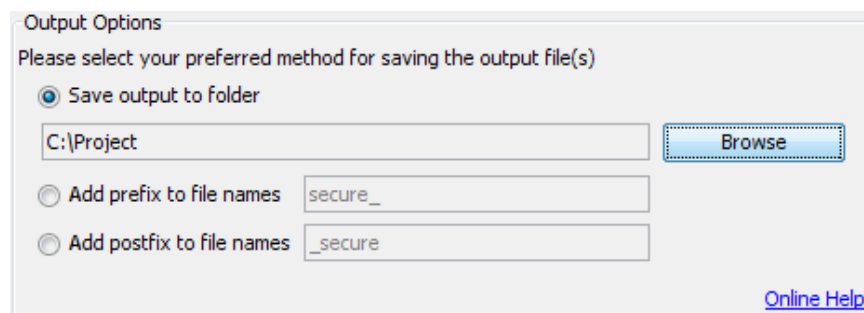 Output Options
Please select your preferred method for saving the output file(s)
Save output to folder
C:\Project Browse
Add prefix to file names secure_
Add postfix to file names _secure
Online Help